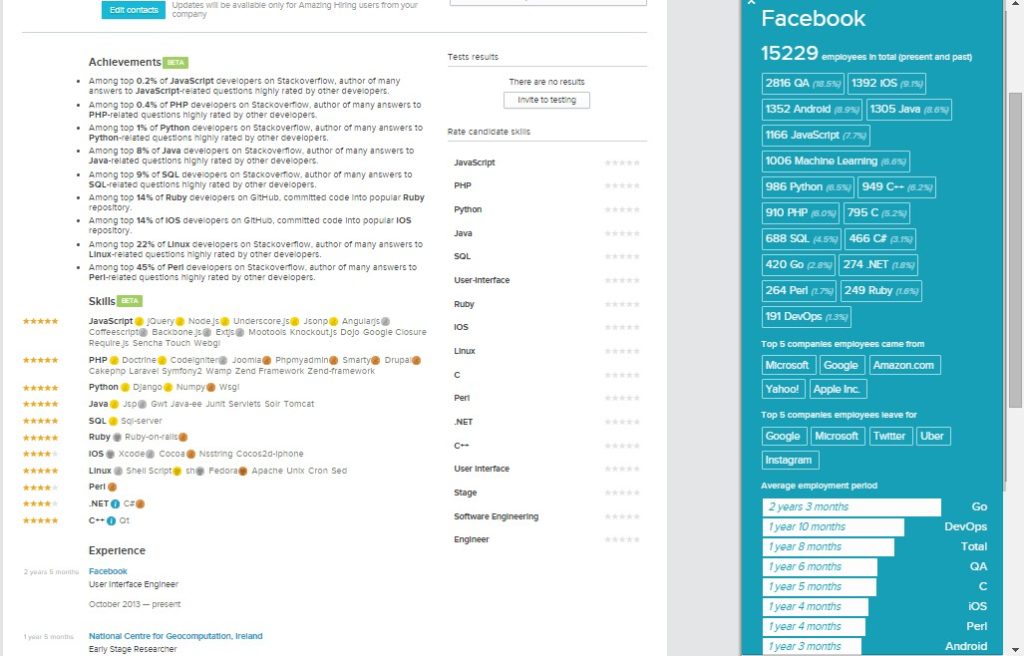 Edit contacts
Updates will be available only for Amazing Hiring users from your
company
Achievements BETA
Among top 0.2% of JavaScript developers on Stackoverflow, author of many
answers to JavaScript-related questions highly rated by other developers.
Among top 0.4% of PHP developers on Stackoverflow, author of many answers to
PHP-related questions highly rated by other developers.
Among top 1% of Python developers on Stackoverflow, author of many answers to
Python-related questions highly rated by other developers.
Among top 8% of Java developers on Stackoverflow, author of many answers to
Java-related questions highly rated by other developers.
Among top 9% of SQL developers on Stackoverflow, author of many answers to
SQL-related questions highly rated by other developers.
Among top 14% of Ruby developers on GitHub, committed code into popular Ruby
repository.
Among top 14% of IOS developers on GitHub, committed code into popular IOS
repository.
Among top 22% of Linux developers on Stackoverflow, author of many answers to
Linux-related questions highly rated by other developers.
Among top 45% of Perl developers on Stackoverflow, author of many answers to
Perl-related questions highly rated by other developers.
Skills BETA
JavaScript jQuery Node.js Underscore.js Jsonp Angularjs
Coffeescript Backbone.js Extjs Mootools Knockout.js Dojo Google Closure
Require.js Sencha Touch Webgl
PHP Doctrine Codeigniter Joomla Phpmyadmin Smarty Drupal
Cakephp Laravel Symfony2 Wamp Zend Framework Zend-framework
Python Django Numpy Wsgi
Java Jsp Gwt Java-ee Junit Servlets Solr Tomcat
SQL Sql-server
Ruby Ruby-on-rails
IOS Xcode Cocoa Nsstring Cocos2d-iphone
Linux Shell Script sh Fedora Apache Unix Cron Sed
Perl
.NET C#
C++ Qt
Experience
2 years 5 months Facebook
User Interface Engineer
October 2013 — present
1 year 5 months National Centre for Geocomputation, Ireland
Early Stage Researcher
Tests results
There are no results
Invite to testing
Rate candidate skills
JavaScript
PHP
Python
Java
SQL
User-Interface
Ruby
IOS
Linux
C
Perl
.NET
C++
User interface
Stage
Software Engineering
Engineer
Facebook
15229 employees in total (present and past)
2816 QA (18.5%) 1392 iOS (9.1%)
1352 Android (8.9%) 1305 Java (8.6%)
1166 JavaScript (7.7%)
1006 Machine Learning (6.6%)
986 Python (6.5%) 949 C++ (6.2%)
910 PHP (6.0%) 795 C (5.2%)
688 SQL (4.5%) 466 C# (3.1%)
420 Go (2.8%) 274 .NET (1.8%)
264 Perl (1.7%) 249 Ruby (1.6%)
191 DevOps (1.3%)
Top 5 companies employees came from
Microsoft Google Amazon.com
Yahoo! Apple Inc.
Top 5 companies employees leave for
Google Microsoft Twitter Uber
Instagram
Average employment period
2 years 3 months Go
1 year 10 months DevOps
1 year 8 months Total
1 year 6 months QA
1 year 5 months C
1 year 4 months iOS
1 year 4 months Perl
1 year 3 months Android